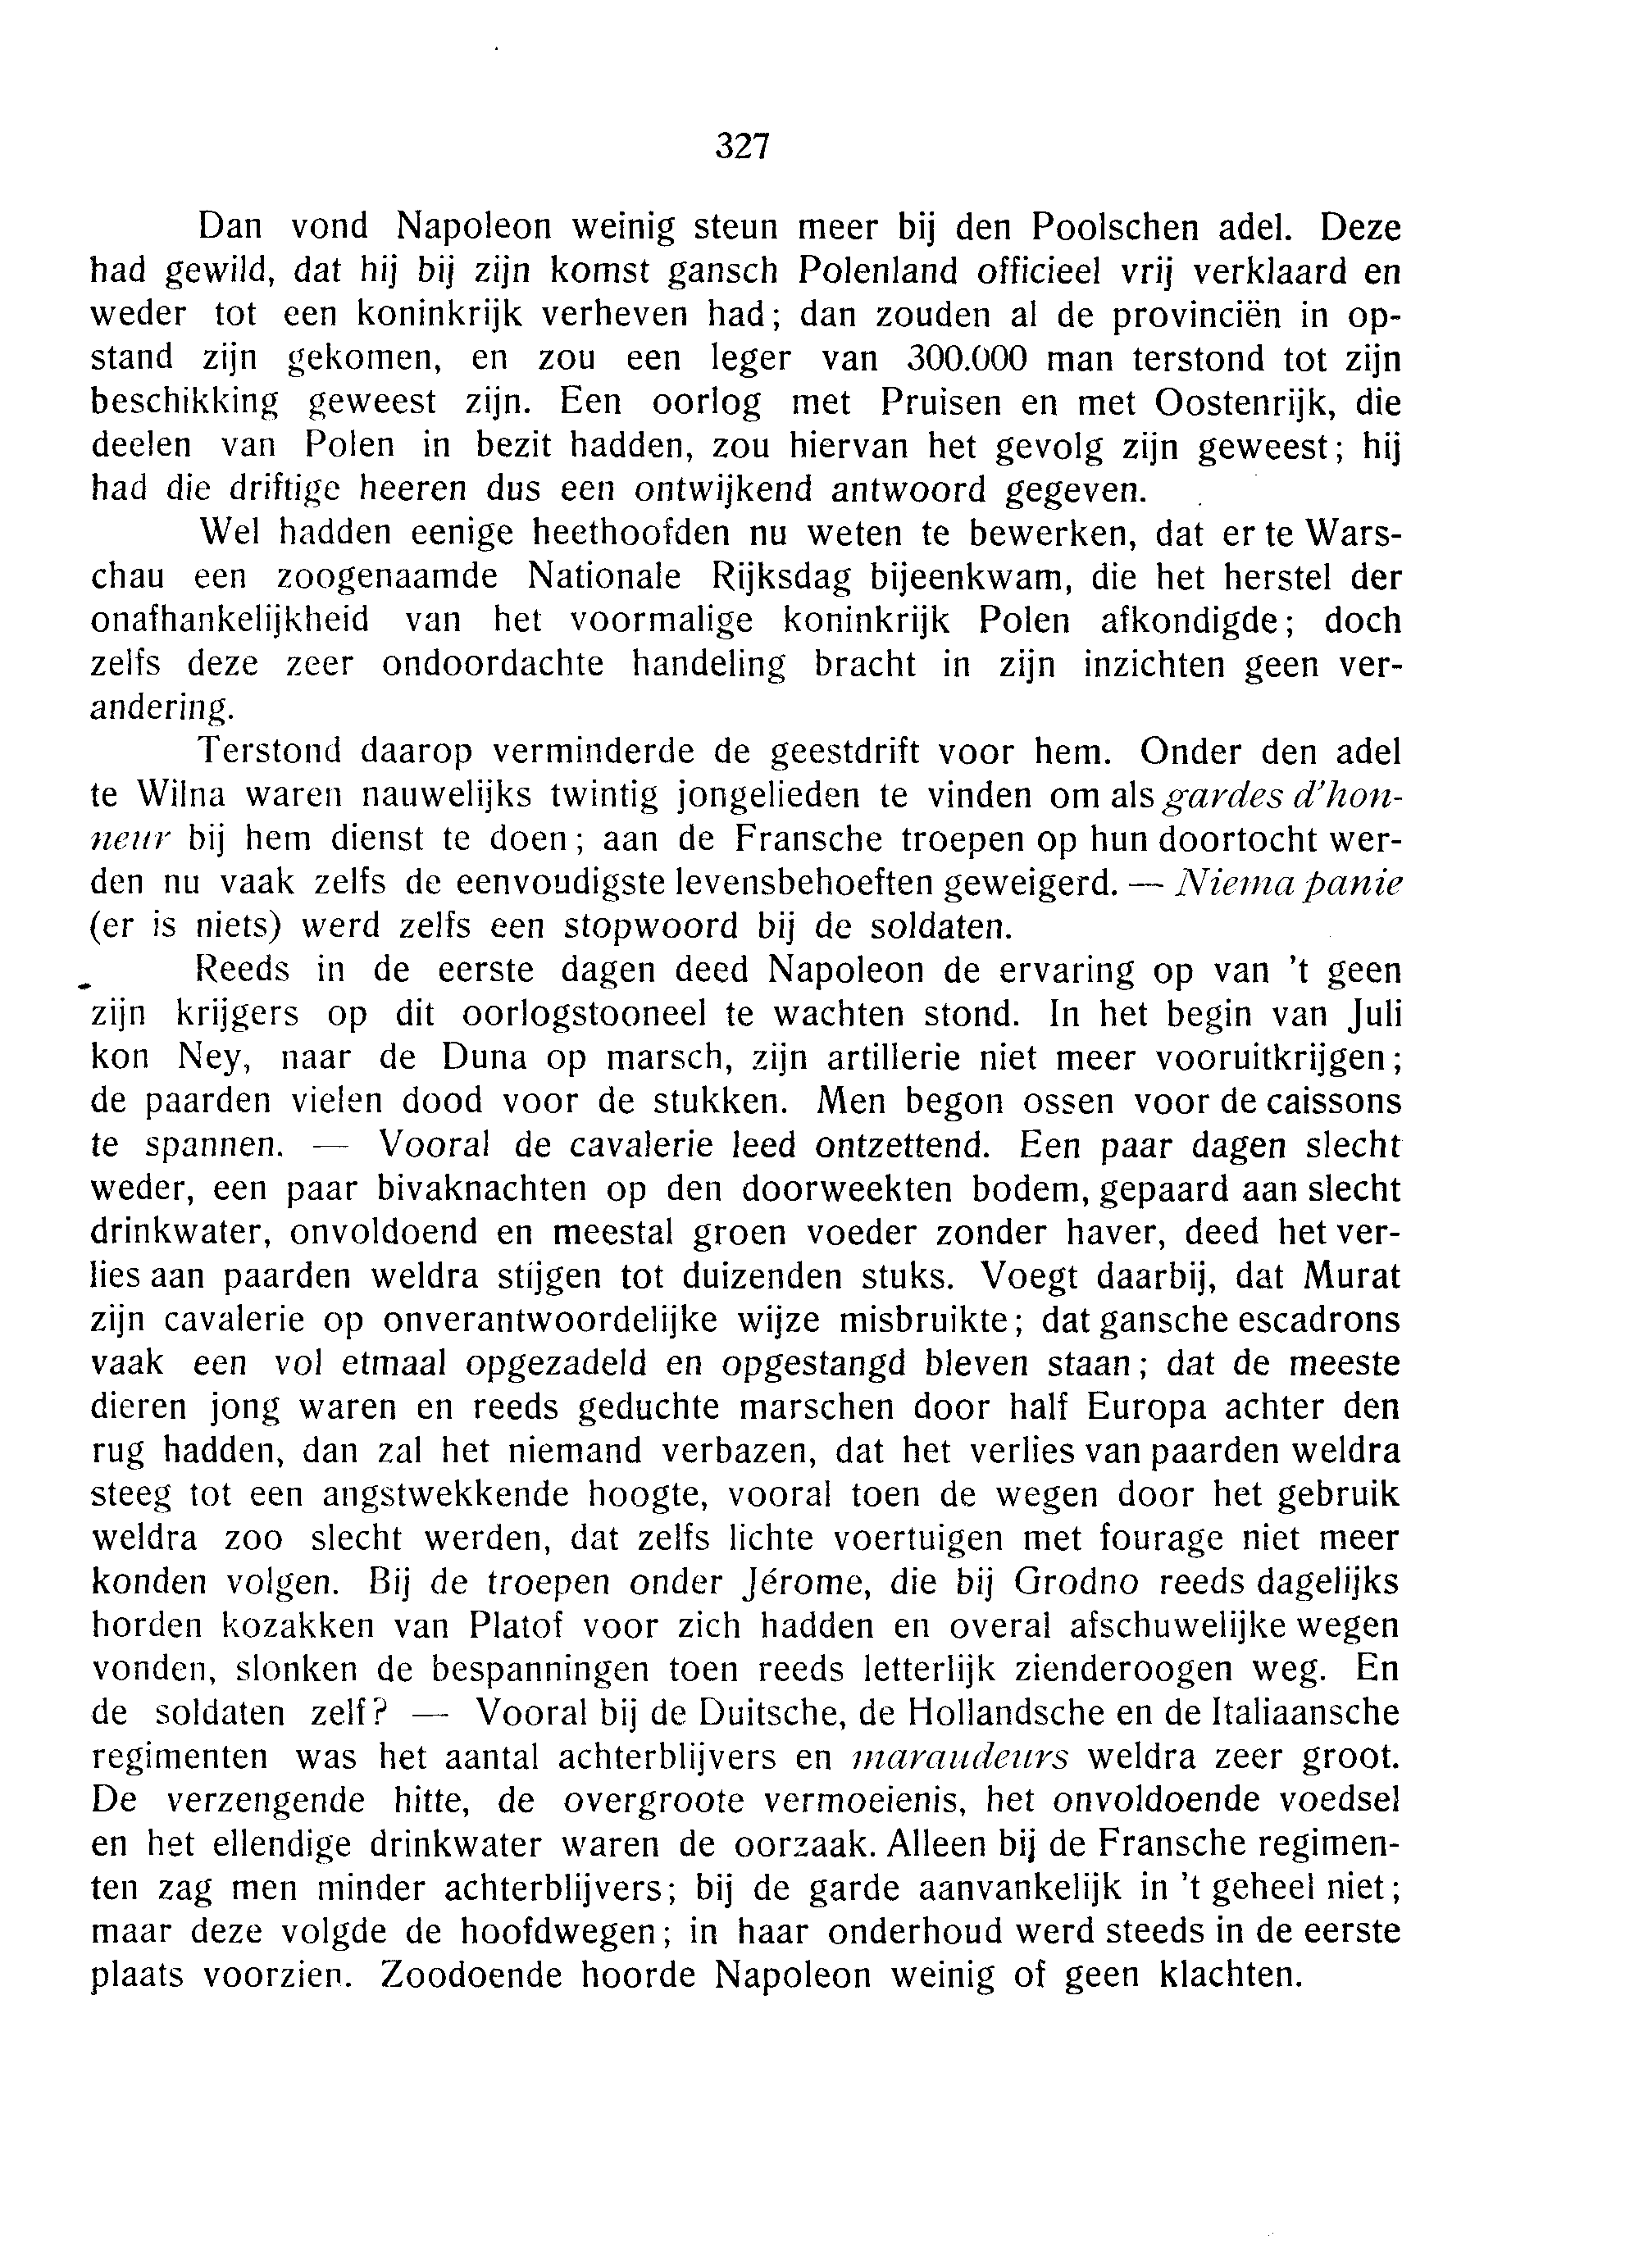 327
Dan vond Napoleon weinig steun meer bij den Poolschen adel. Deze
had gewild, dat hij bij zijn komst gansch Polenland officieel vrij verklaard en
weder tot een koninkrijk verheven had; dan zouden al de provinciën in op-
stand zijn gekomen, en zou een leger van 300.000 man terstond tot zijn
beschikking geweest zijn. Een oorlog met Pruisen en met Oostenrijk, die
deelen van Polen in bezit hadden, zou hiervan het gevolg zijn geweest; hij
had die driftige heeren dus een ontwijkend antwoord gegeven.
Wel hadden eenige heethoofden nu weten te bewerken, dat er te Wars-
chau een zoogenaamde Nationale Rijksdag bijeenkwam, die het herstel der
onafhankelijkheid van het voormalige koninkrijk Polen afkondigde; doch
zelfs deze zeer ondoordachte handeling bracht in zijn inzichten geen ver-
andering.
Terstond daarop verminderde de geestdrift voor hem. Onder den adel
te Wilna waren nauwelijks twintig jongelieden te vinden om als gardes d'hon-
neur bij hem dienst te doen; aan de Fransche troepen op hun doortocht wer-
den nu vaak zelfs de eenvoudigste levensbehoeften geweigerd. — Niema panie
(er is niets) werd zelfs een stopwoord bij de soldaten.
Reeds in de eerste dagen deed Napoleon de ervaring op van 't geen
zijn krijgers op dit oorlogstooneel te wachten stond. In het begin van Juli
kon Ney, naar de Duna op marsch, zijn artillerie niet meer vooruitkrijgen;
de paarden vielen dood voor de stukken. Men begon ossen voor de caissons
te spannen. — Vooral de cavalerie leed ontzettend. Een paar dagen slecht
weder, een paar bivaknachten op den doorweekten bodem, gepaard aan slecht
drinkwater, onvoldoend en meestal groen voeder zonder haver, deed het ver-
lies aan paarden weldra stijgen tot duizenden stuks. Voegt daarbij, dat Murat
zijn cavalerie op onverantwoordelijke wijze misbruikte; dat gansche escadrons
vaak een vol etmaal opgezadeld en opgestangd bleven staan; dat de meeste
dieren jong waren en reeds geduchte marschen door half Europa achter den
rug hadden, dan zal het niemand verbazen, dat het verlies van paarden weldra
steeg tot een angstwekkende hoogte, vooral toen de wegen door het gebruik
weldra zoo slecht werden, dat zelfs lichte voertuigen met fourage niet meer
konden volgen. Bij de troepen onder Jérome, die bij Grodno reeds dagelijks
horden kozakken van Platof voor zich hadden en overal afschuwelijke wegen
vonden, slonken de bespanningen toen reeds letterlijk zienderoogen weg. En
de soldaten zelf? — Vooral bij de Duitsche, de Hollandsche en de Italiaansche
regimenten was het aantal achterblijvers en maraudeurs weldra zeer groot.
De verzengende hitte, de overgroote vermoeienis, het onvoldoende voedsel
en het ellendige drinkwater waren de oorzaak. Alleen bij de Fransche regimen-
ten zag men minder achterblijvers; bij de garde aanvankelijk in 't geheel niet;
maar deze volgde de hoofdwegen; in haar onderhoud werd steeds in de eerste
plaats voorzien. Zoodoende hoorde Napoleon weinig of geen klachten.